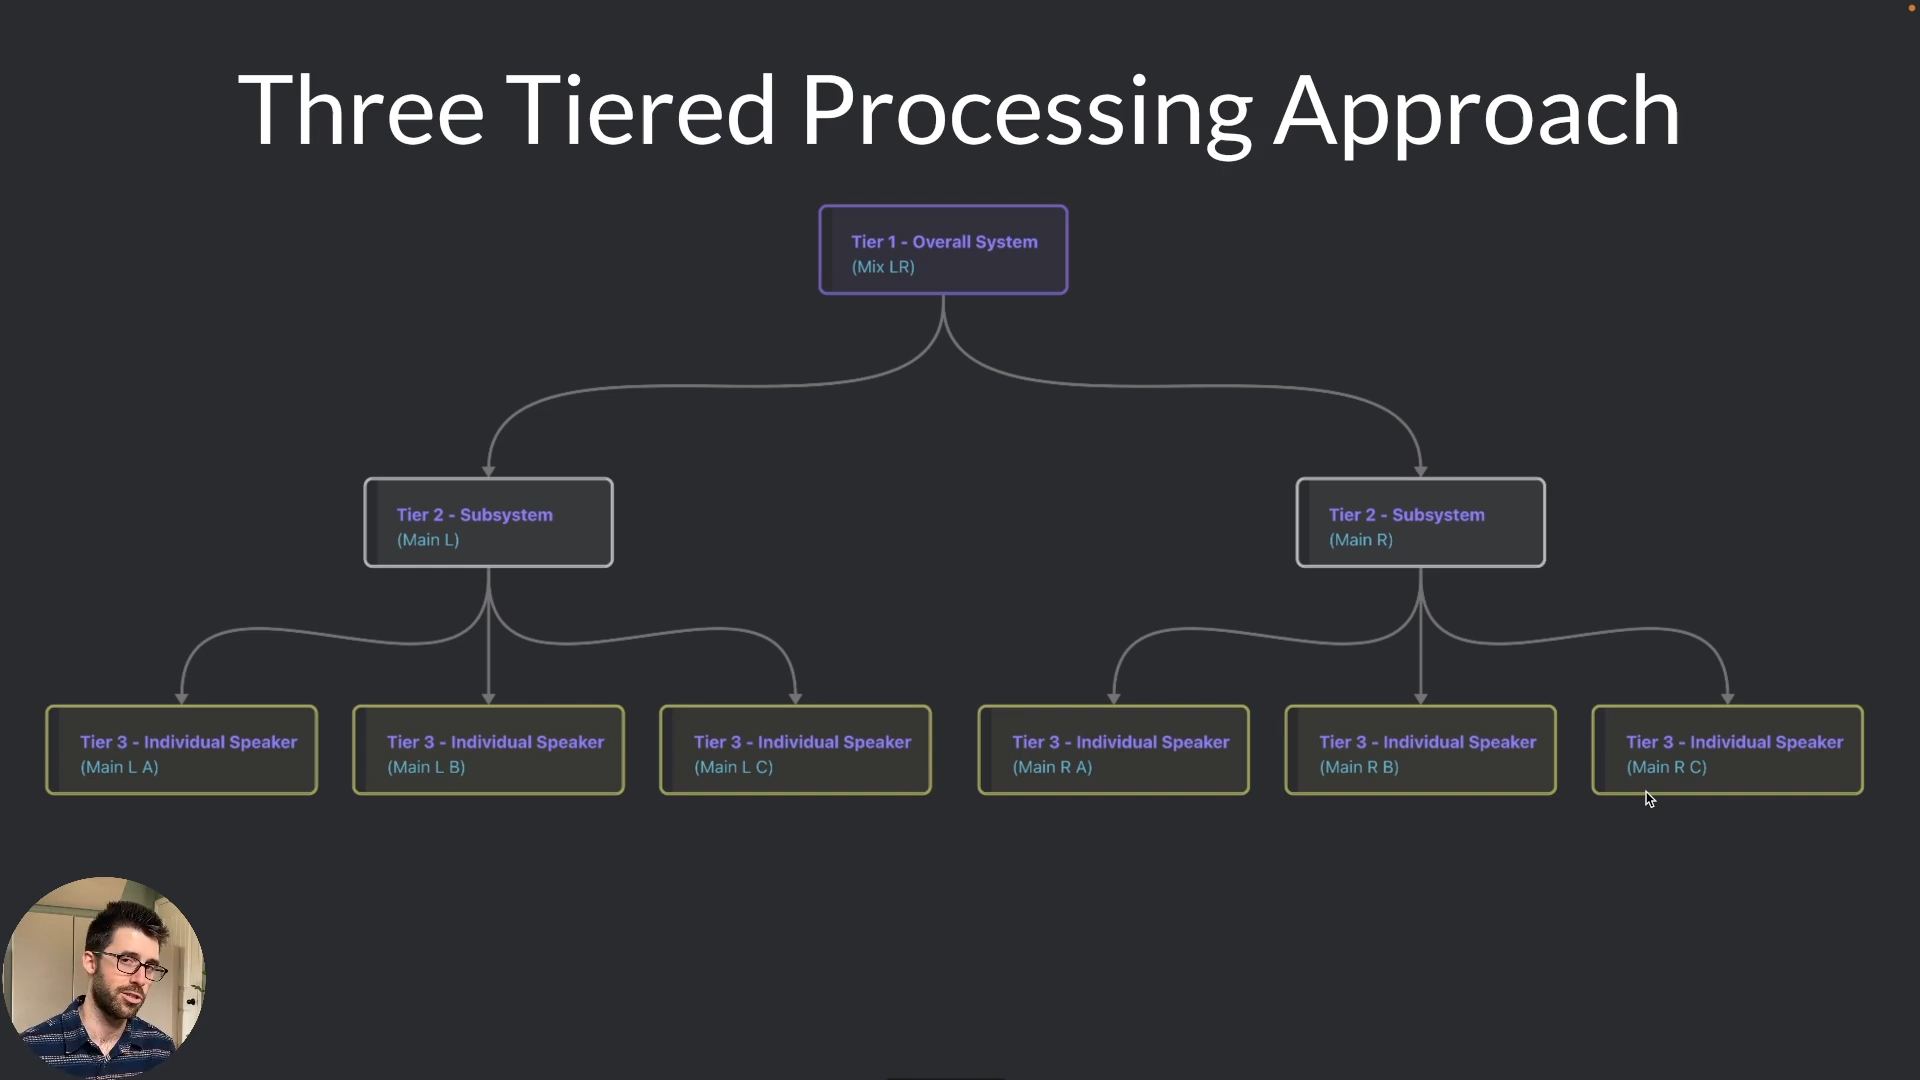 Three Tiered Processing Approach
Tier 1 - Overall System
(Mix LR)
Tier 2 - Subsystem
(Main L)
Tier 2 - Subsystem
(Main R)
Tier 3 - Individual Speaker
(Main L A)
Tier 3 - Individual Speaker
(Main L B)
Tier 3 - Individual Speaker
(Main L C)
Tier 3 - Individual Speaker
(Main R A)
Tier 3 - Individual Speaker
(Main R B)
Tier 3 - Individual Speaker
(Main R C)